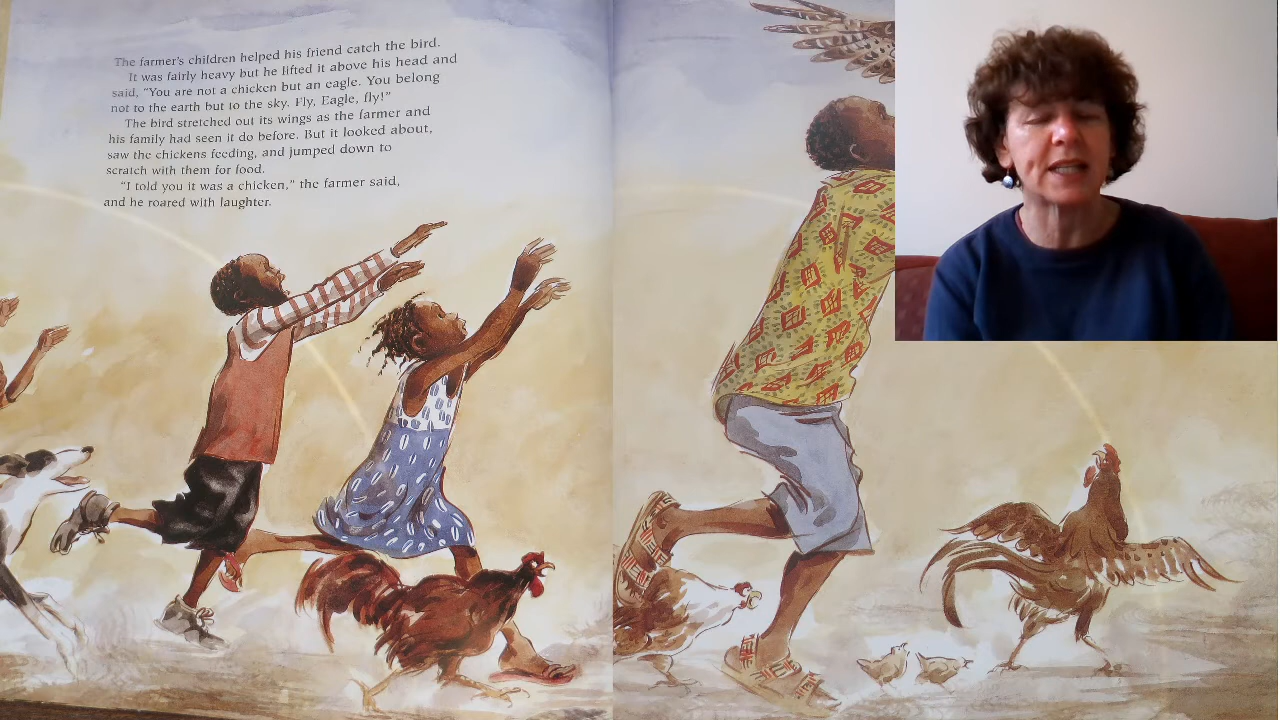 The farmer's children helped his friend catch the bird.
It was fairly heavy but he lifted it above his head and
said, "You are not a chicken but an eagle. You belong
not to the earth but to the sky. Fly, Eagle, fly!"
The bird stretched out its wings as the farmer and
his family had seen it do before. But it looked about,
saw the chickens feeding, and jumped down to
scratch with them for food.
"I told you it was a chicken," the farmer said,
and he roared with laughter.